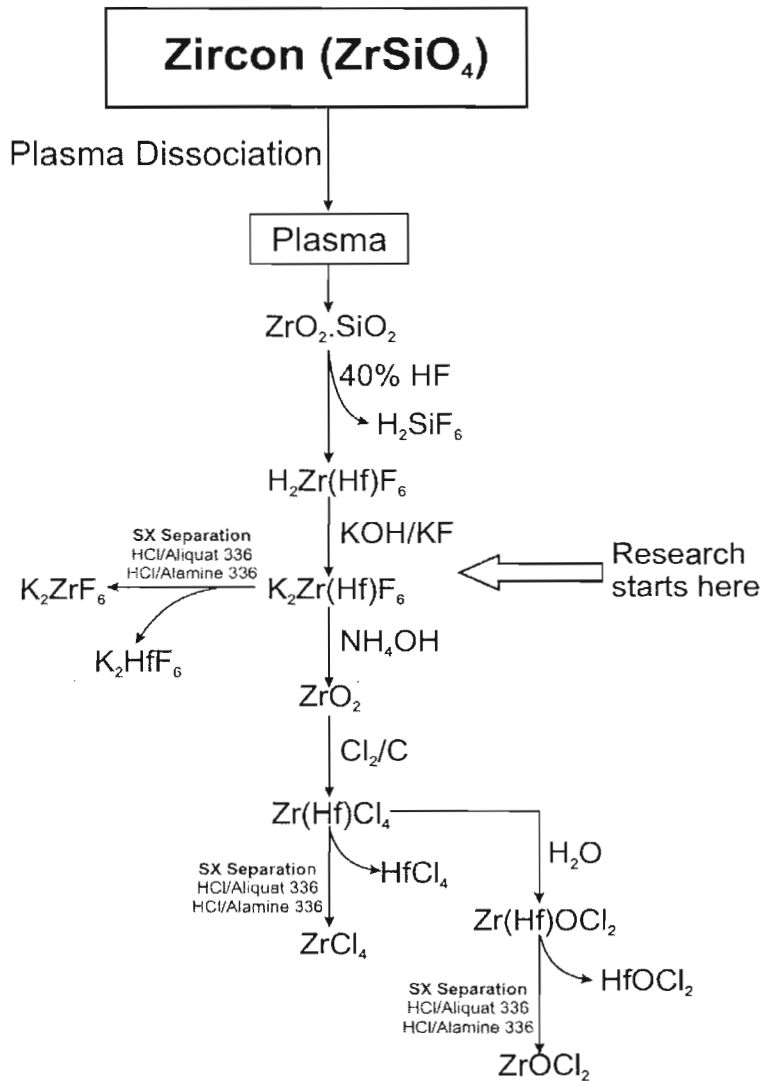 Zircon (ZrSiO₄)
Plasma Dissociation
Plasma
ZrO₂.SiO₂
40% HF
H₂SiF₆
H₂Zr(Hf)F₆
KOH/KF
SX Separation
HCl/Aliquat 336
HCl/Alamine 336
K₂ZrF₆
K₂Zr(Hf)F₆
Research
starts here
K₂HfF₆
NH₄OH
ZrO₂
Cl₂/C
Zr(Hf)Cl₄
H₂O
SX Separation
HCl/Aliquat 336
HCl/Alamine 336
HfCl₄
ZrCl₄
Zr(Hf)OCl₂
HfOCl₂
SX Separation
HCl/Aliquat 336
HCl/Alamine 336
ZrOCl₂